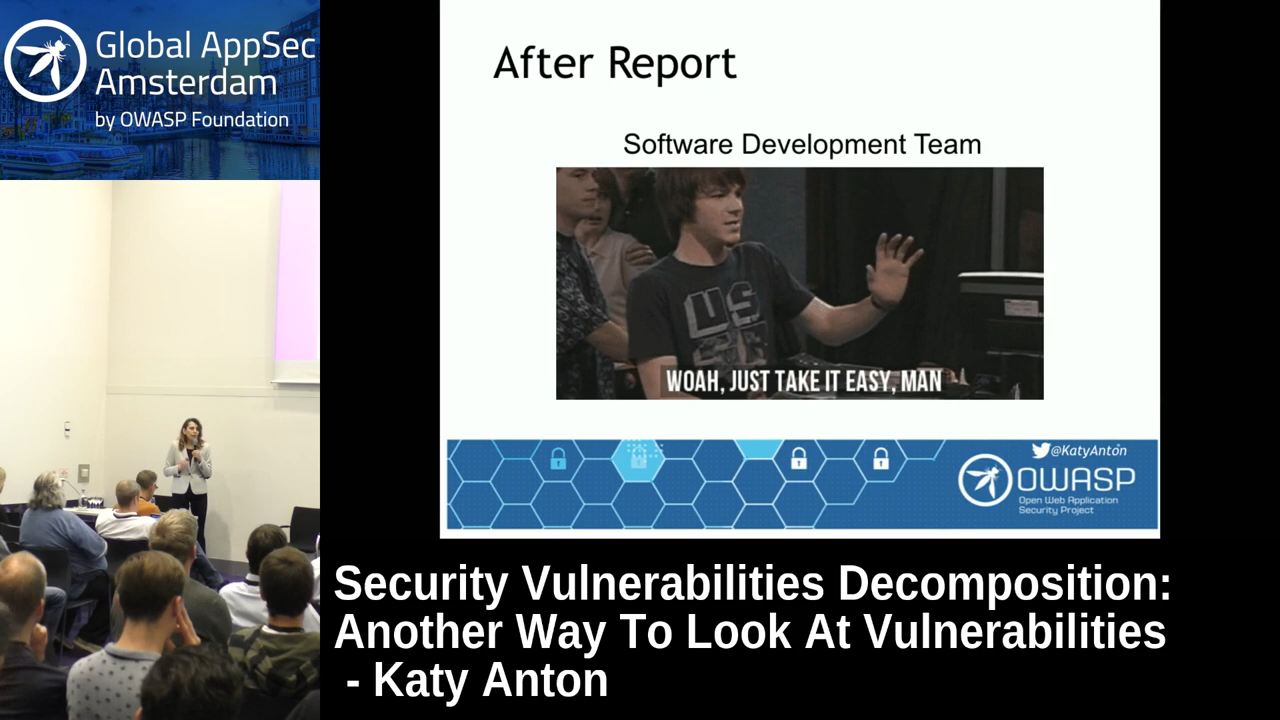 Global AppSec
Amsterdam
by OWASP Foundation
After Report
Software Development Team
US
WOAH, JUST TAKE IT EASY, MAN
@KatyAnton
OWASP
Open Web Application
Security Project
Security Vulnerabilities Decomposition:
Another Way To Look At Vulnerabilities
- Katy Anton